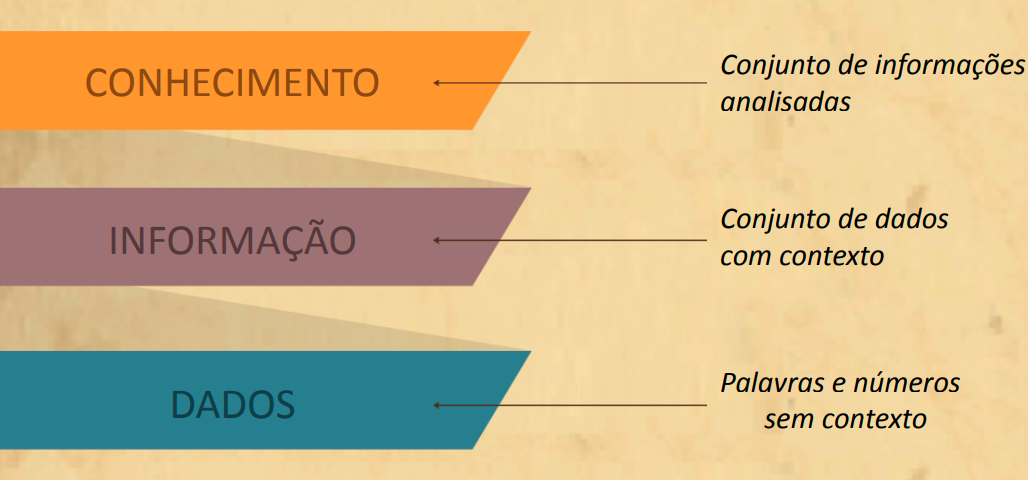 CONHECIMENTO
Conjunto de informações
analisadas
INFORMAÇÃO
Conjunto de dados
com contexto
DADOS
Palavras e números
sem contexto